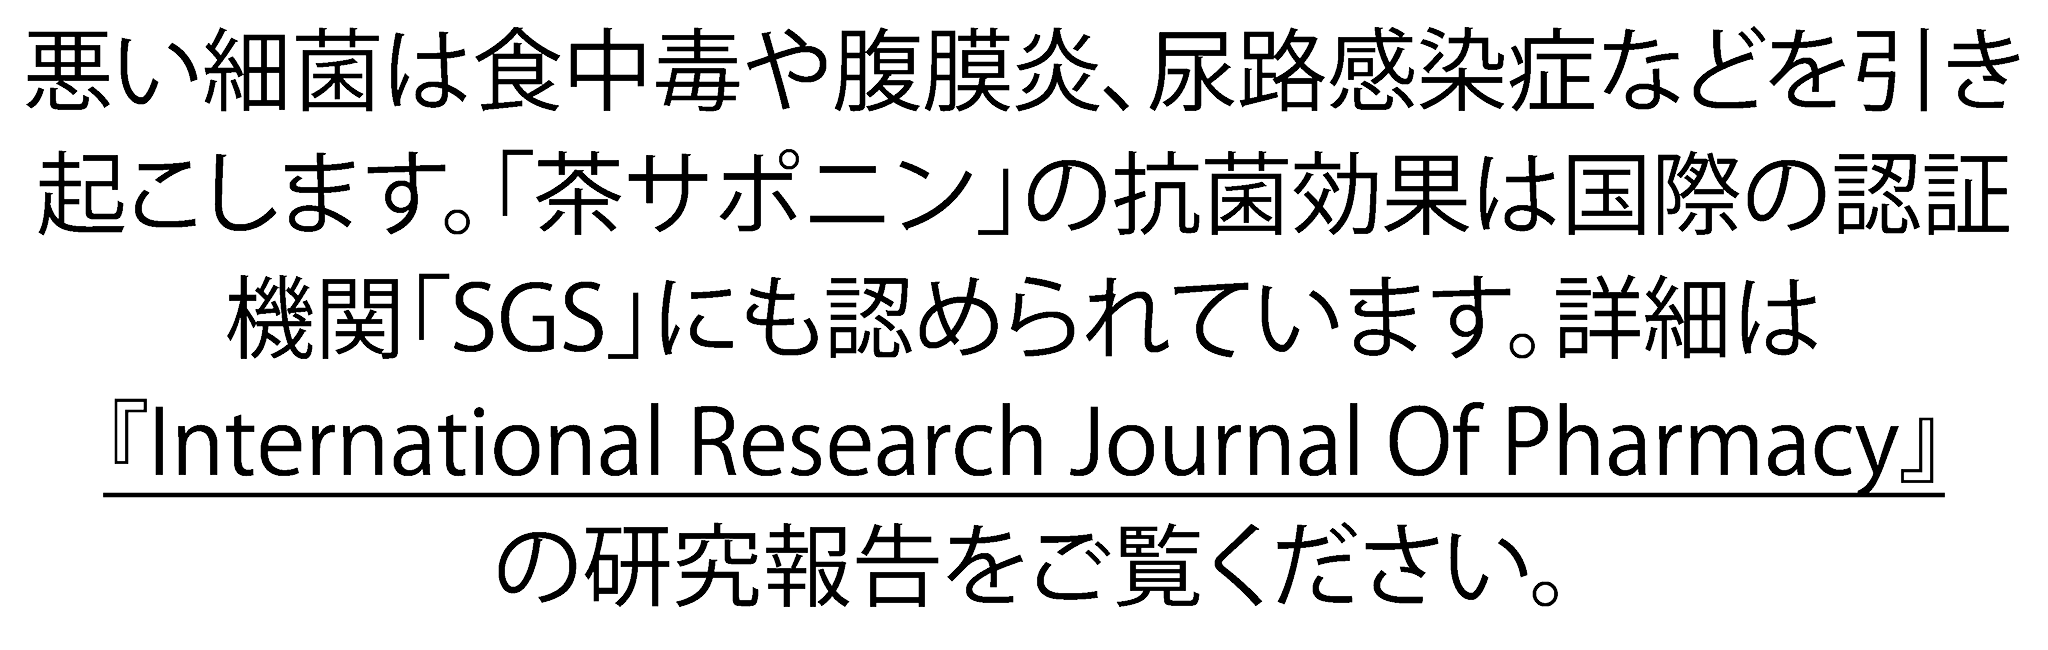 悪い細菌は食中毒や腹膜炎、尿路感染症などを引き
起こします。「茶サポニン」の抗菌効果は国際の認証
機関「SGS」にも認められています。詳細は
『International Research Journal Of Pharmacy』
の研究報告をご覧ください。